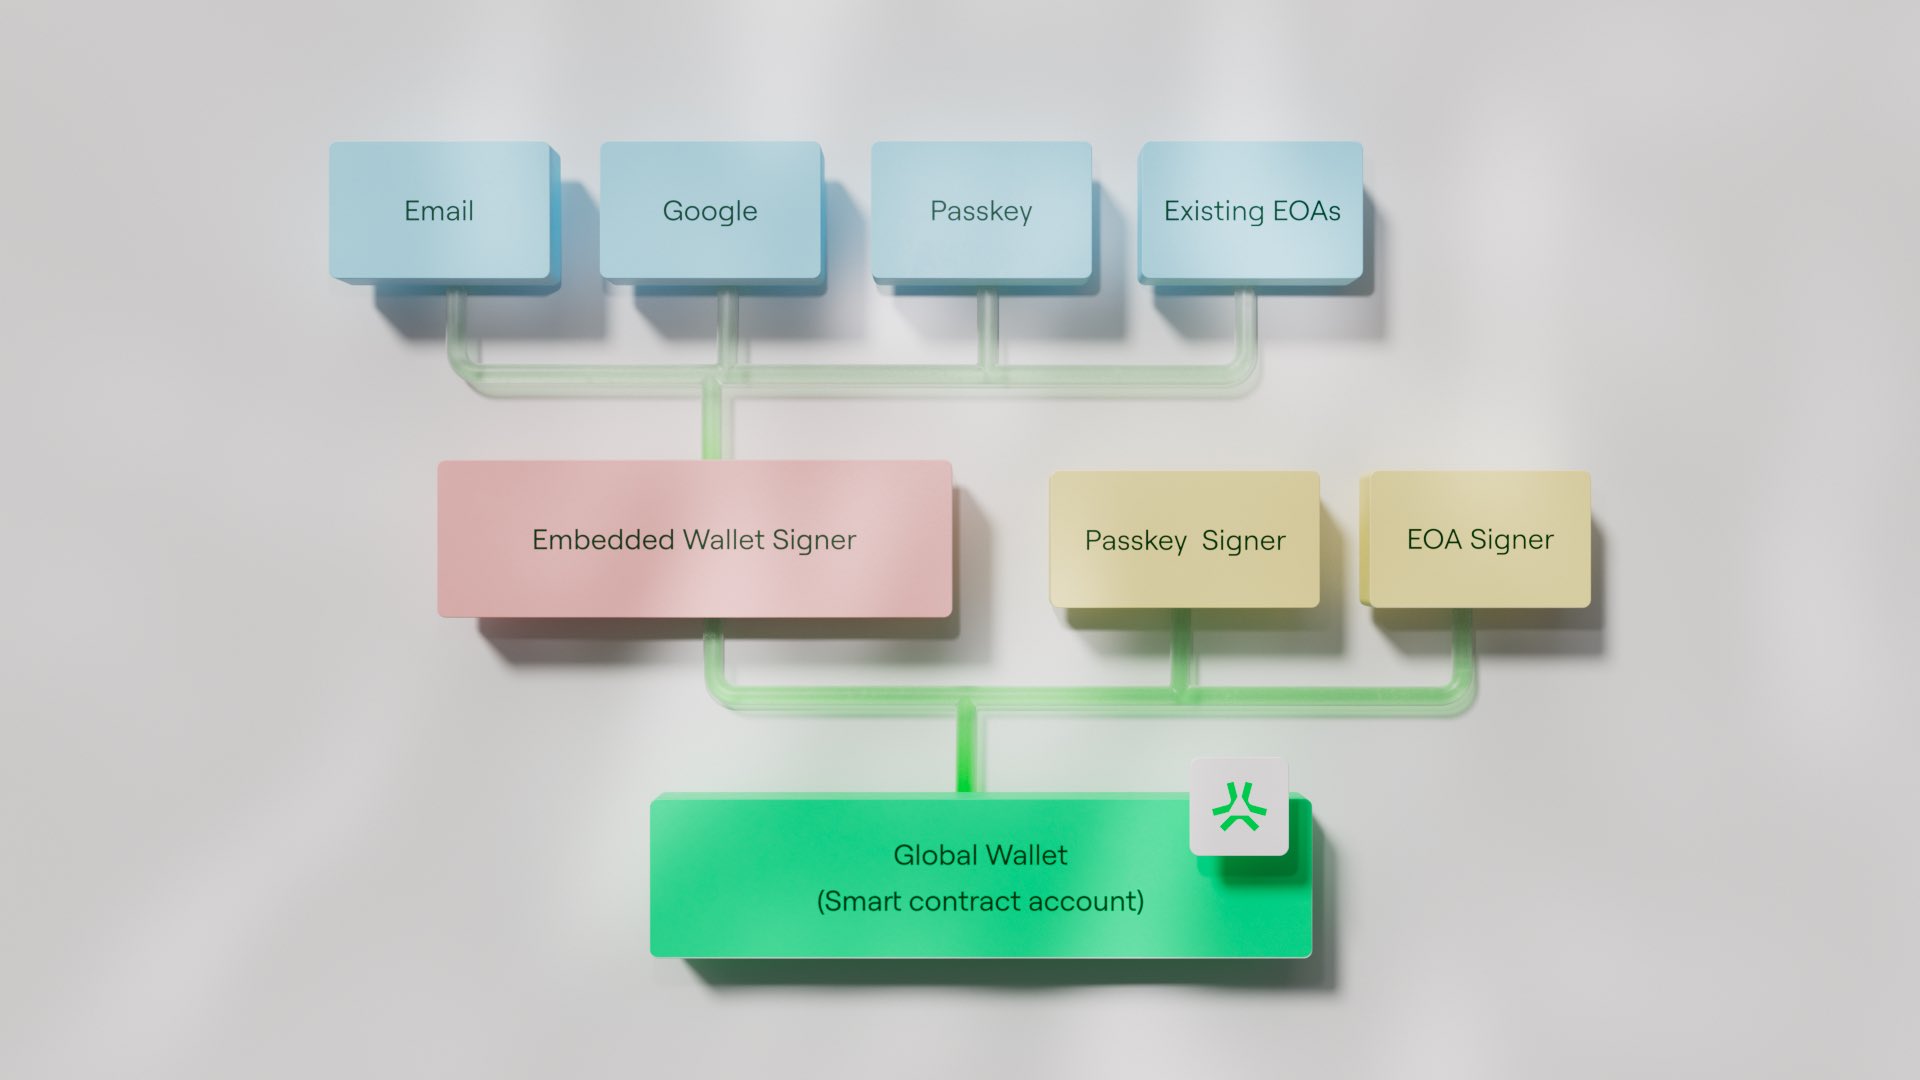 Email
Google
Passkey
Existing EOAs
Embedded Wallet Signer
Passkey Signer
EOA Signer
Global Wallet
(Smart contract account)